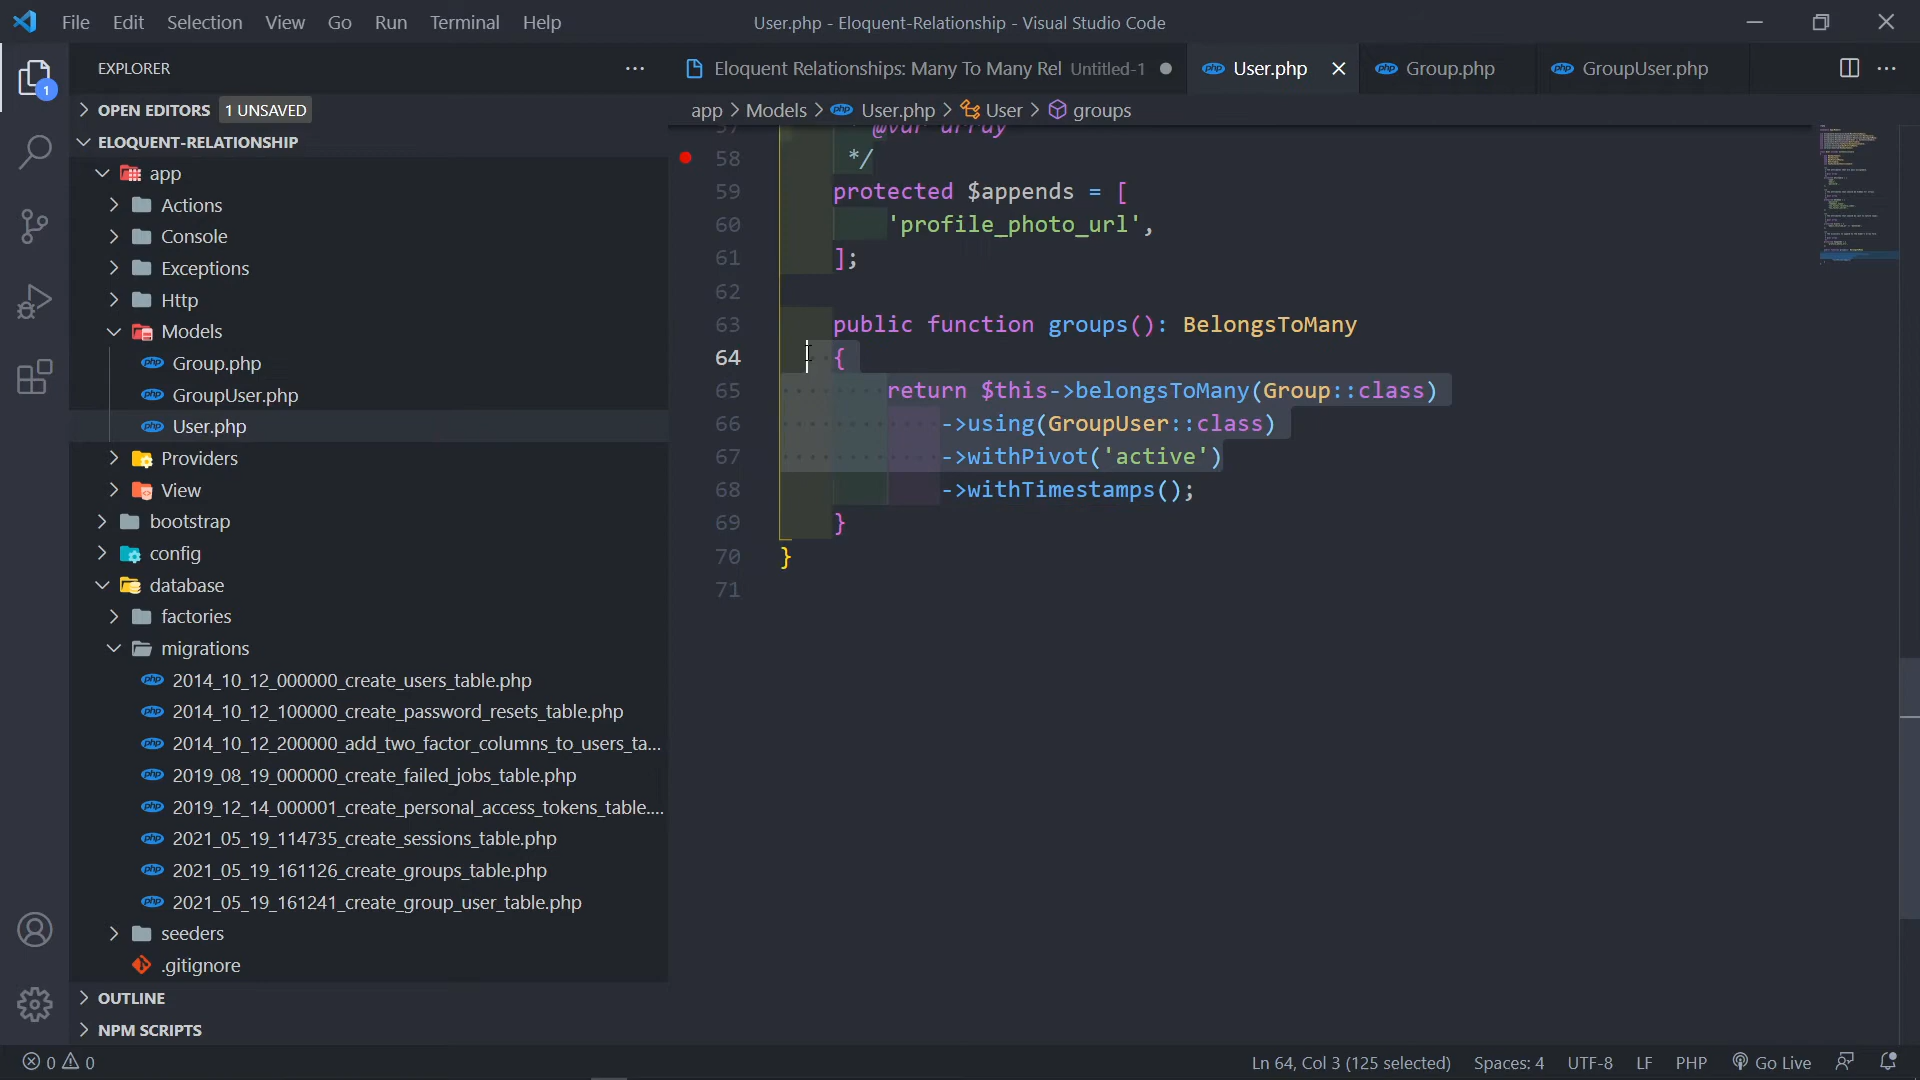 File Edit Selection View Go Run Terminal Help
User.php - Eloquent-Relationship - Visual Studio Code
EXPLORER
Eloquent Relationships: Many To Many Rel Untitled-1
User.php
Group.php
GroupUser.php
1
OPEN EDITORS 1 UNSAVED
app > Models > User.php > User > groups
ELOQUENT-RELATIONSHIP
app
Actions
Console
Exceptions
Http
Models
Group.php
GroupUser.php
User.php
Providers
View
bootstrap
config
database
factories
migrations
2014_10_12_000000_create_users_table.php
2014_10_12_100000_create_password_resets_table.php
2014_10_12_200000_add_two_factor_columns_to_users_ta...
2019_08_19_000000_create_failed_jobs_table.php
2019_12_14_000001_create_personal_access_tokens_table....
2021_05_19_114735_create_sessions_table.php
2021_05_19_161126_create_groups_table.php
2021_05_19_161241_create_group_user_table.php
seeders
.gitignore
OUTLINE
NPM SCRIPTS
57 * @var array
58 */
59 protected $appends = [
60 'profile_photo_url',
61 ];
62
63 public function groups(): BelongsToMany
64 {
65 return $this->belongsToMany(Group::class)
66 ->using(GroupUser::class)
67 ->withPivot('active')
68 ->withTimestamps();
69 }
70 }
71
0 0
Ln 64, Col 3 (125 selected) Spaces: 4 UTF-8 LF PHP Go Live